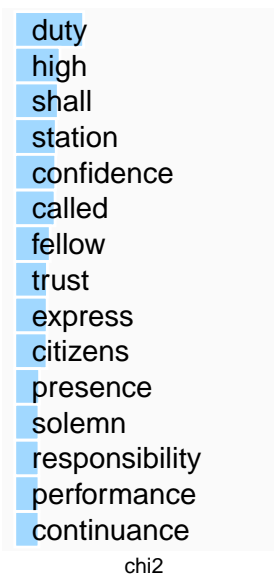 duty
high
shall
station
confidence
called
fellow
trust
express
citizens
presence
solemn
responsibility
performance
continuance
chi2